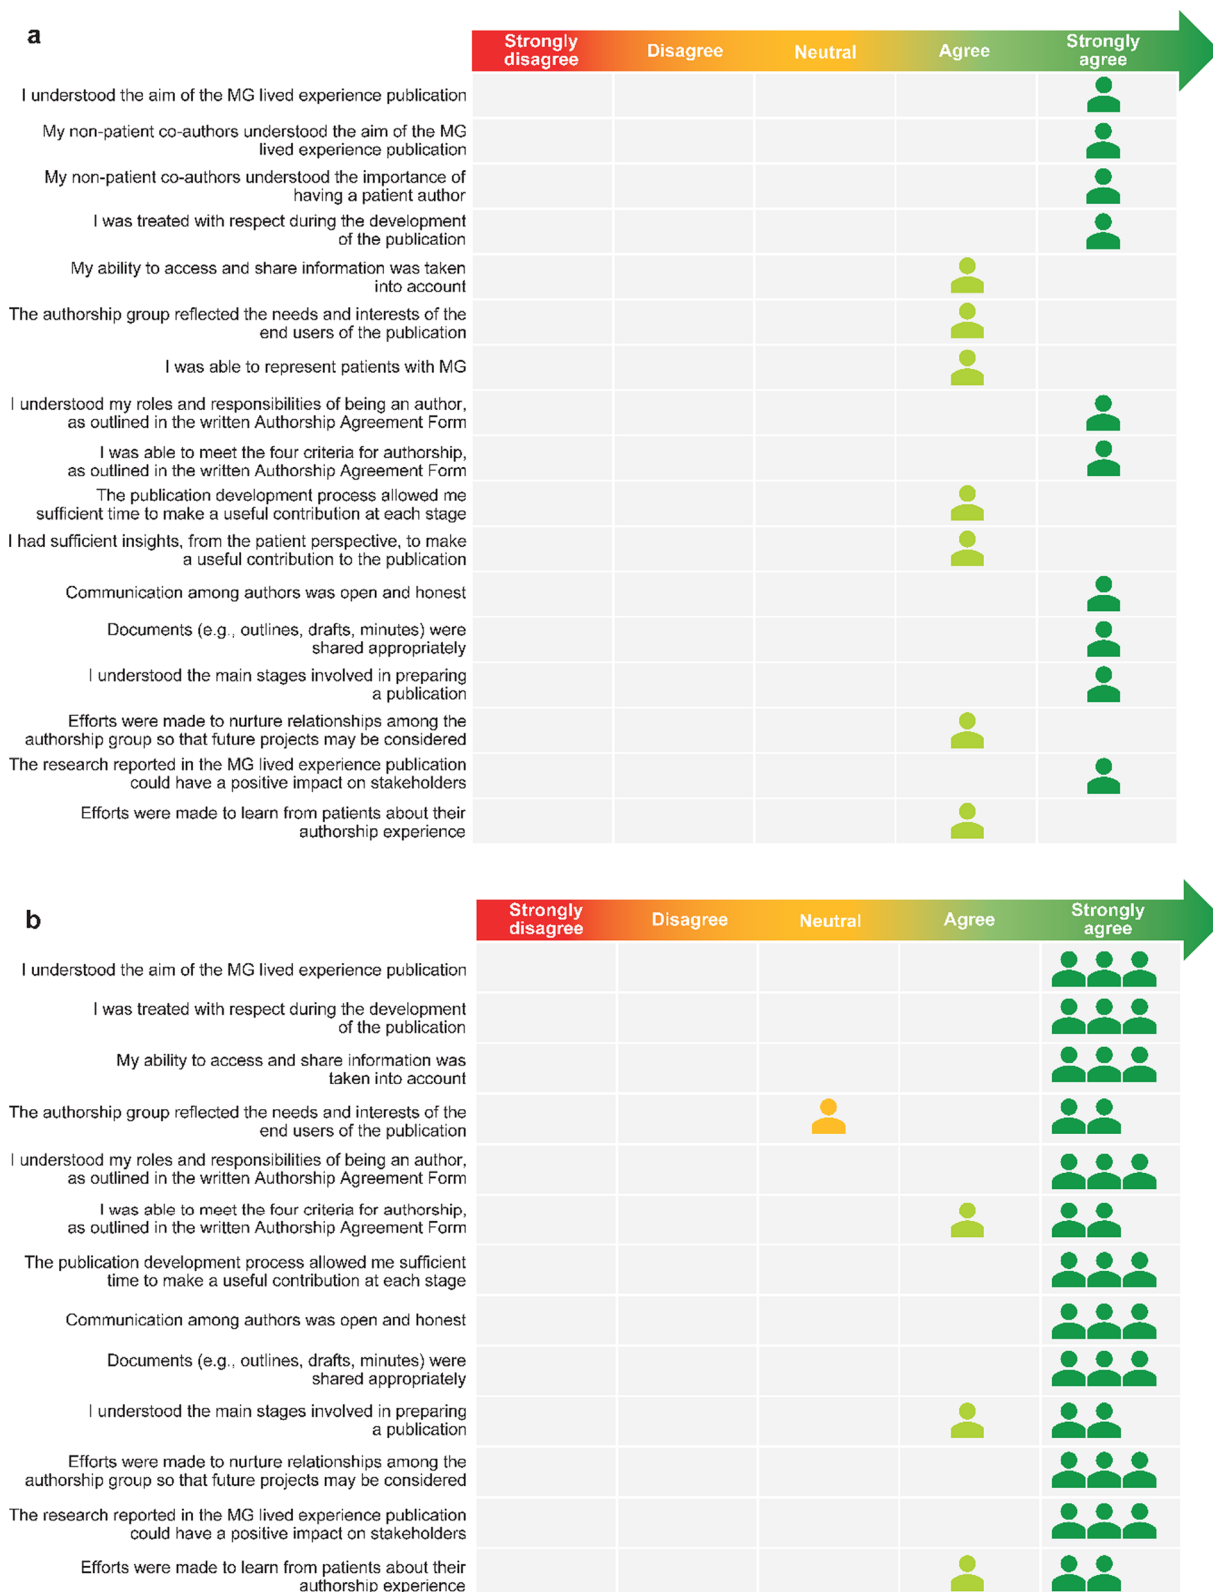 a
Strongly
disagree
Disagree
Neutral
Agree
Strongly
agree
I understood the aim of the MG lived experience publication
My non-patient co-authors understood the aim of the MG
lived experience publication
My non-patient co-authors understood the importance of
having a patient author
I was treated with respect during the development
of the publication
My ability to access and share information was taken
into account
The authorship group reflected the needs and interests of the
end users of the publication
I was able to represent patients with MG
I understood my roles and responsibilities of being an author,
as outlined in the written Authorship Agreement Form
I was able to meet the four criteria for authorship,
as outlined in the written Authorship Agreement Form
The publication development process allowed me
sufficient time to make a useful contribution at each stage
I had sufficient insights, from the patient perspective, to make
a useful contribution to the publication
Communication among authors was open and honest
Documents (e.g., outlines, drafts, minutes) were
shared appropriately
I understood the main stages involved in preparing
a publication
Efforts were made to nurture relationships among the
authorship group so that future projects may be considered
The research reported in the MG lived experience publication
could have a positive impact on stakeholders
Efforts were made to learn from patients about their
authorship experience
b
Strongly
disagree
Disagree
Neutral
Agree
Strongly
agree
I understood the aim of the MG lived experience publication
I was treated with respect during the development
of the publication
My ability to access and share information was
taken into account
The authorship group reflected the needs and interests of the
end users of the publication
I understood my roles and responsibilities of being an author,
as outlined in the written Authorship Agreement Form
I was able to meet the four criteria for authorship,
as outlined in the written Authorship Agreement Form
The publication development process allowed me sufficient
time to make a useful contribution at each stage
Communication among authors was open and honest
Documents (e.g., outlines, drafts, minutes) were
shared appropriately
I understood the main stages involved in preparing
a publication
Efforts were made to nurture relationships among the
authorship group so that future projects may be considered
The research reported in the MG lived experience publication
could have a positive impact on stakeholders
Efforts were made to learn from patients about their
authorship experience